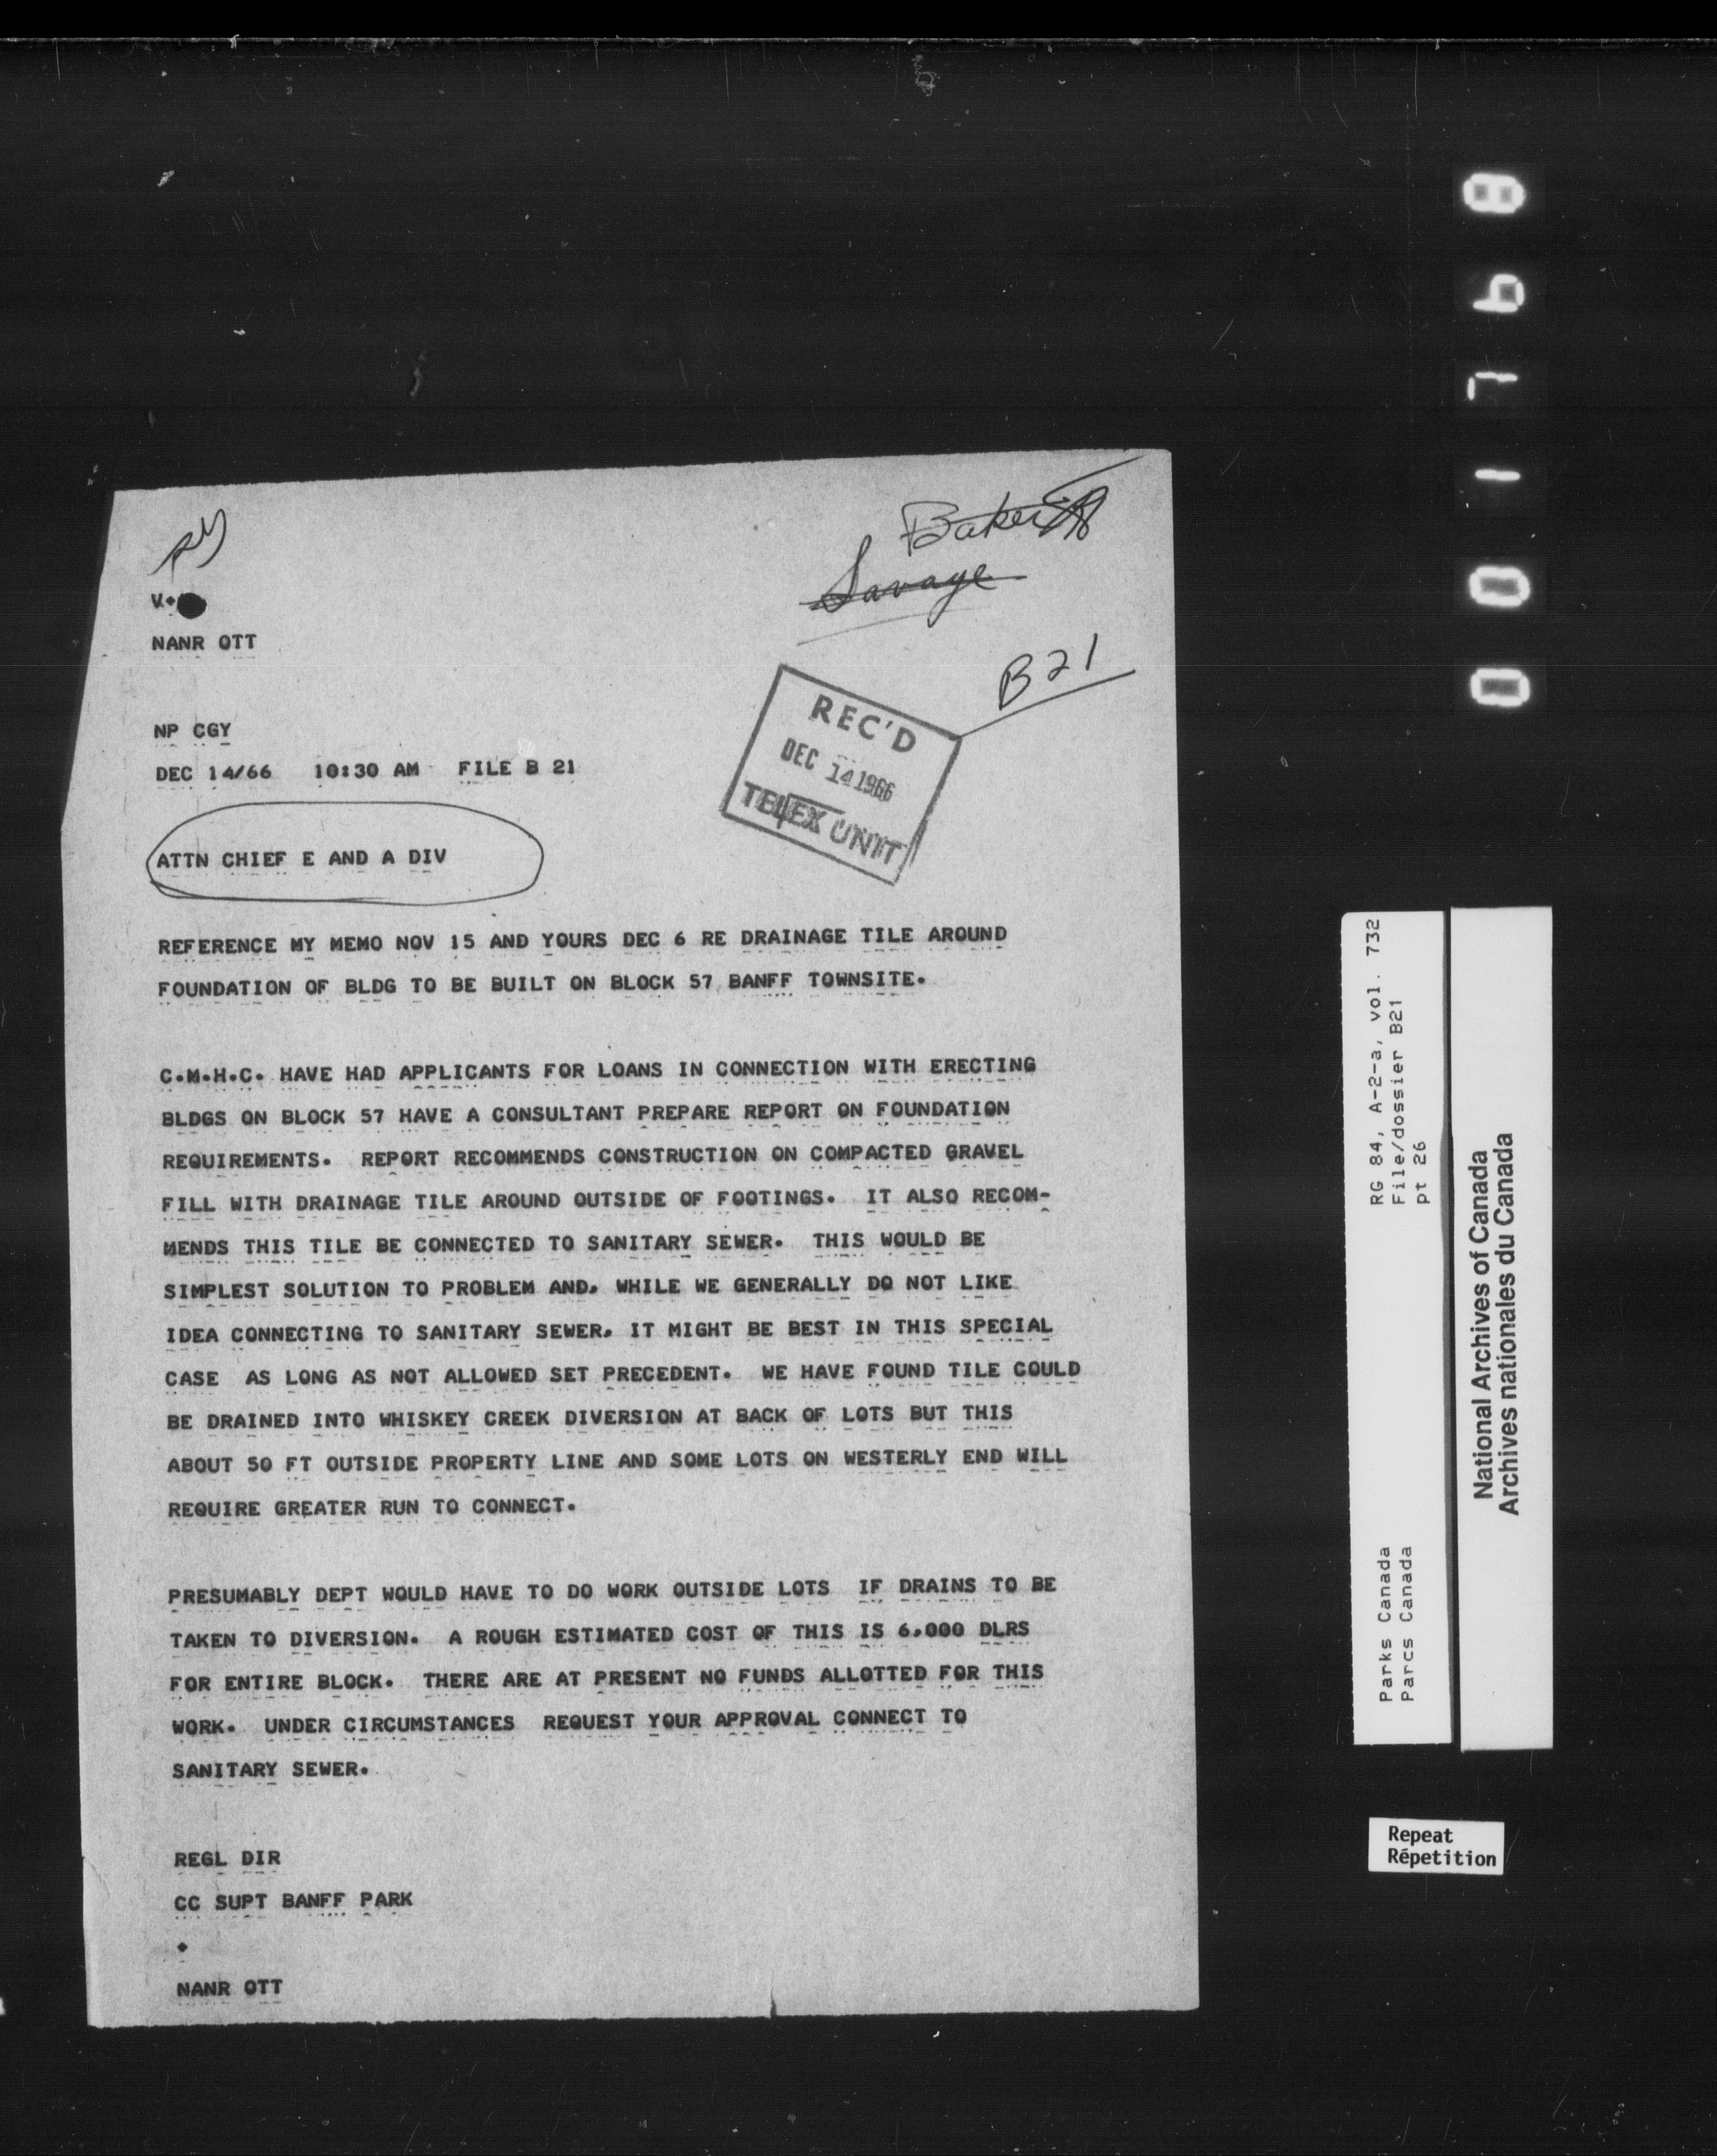 Baker
Savage
V+
NANR OTT
B21
NP CGY
DEC 14/66 10:30 AM FILE B 21
REC'D
DEC 14 1966
TELEX UNIT
ATTN CHIEF E AND A DIV
REFERENCE MY MEMO NOV 15 AND YOURS DEC 6 RE DRAINAGE TILE AROUND
FOUNDATION OF BLDG TO BE BUILT ON BLOCK 57 BANFF TOWNSITE.
C.M.H.C. HAVE HAD APPLICANTS FOR LOANS IN CONNECTION WITH ERECTING
BLDGS ON BLOCK 57 HAVE A CONSULTANT PREPARE REPORT ON FOUNDATION
REQUIREMENTS. REPORT RECOMMENDS CONSTRUCTION ON COMPACTED GRAVEL
FILL WITH DRAINAGE TILE AROUND OUTSIDE OF FOOTINGS. IT ALSO RECOM-
MENDS THIS TILE BE CONNECTED TO SANITARY SEWER. THIS WOULD BE
SIMPLEST SOLUTION TO PROBLEM AND, WHILE WE GENERALLY DO NOT LIKE
IDEA CONNECTING TO SANITARY SEWER, IT MIGHT BE BEST IN THIS SPECIAL
CASE AS LONG AS NOT ALLOWED SET PRECEDENT. WE HAVE FOUND TILE COULD
BE DRAINED INTO WHISKEY CREEK DIVERSION AT BACK OF LOTS BUT THIS
ABOUT 50 FT OUTSIDE PROPERTY LINE AND SOME LOTS ON WESTERLY END WILL
REQUIRE GREATER RUN TO CONNECT.
PRESUMABLY DEPT WOULD HAVE TO DO WORK OUTSIDE LOTS IF DRAINS TO BE
TAKEN TO DIVERSION. A ROUGH ESTIMATED COST OF THIS IS 6,000 DLRS
FOR ENTIRE BLOCK. THERE ARE AT PRESENT NO FUNDS ALLOTTED FOR THIS
WORK. UNDER CIRCUMSTANCES REQUEST YOUR APPROVAL CONNECT TO
SANITARY SEWER.
REGL DIR
CC SUPT BANFF PARK
NANR OTT
001768
RG 84, A-2-a, vol. 732
File/dossier B21
pt 26
Parks Canada
Parcs Canada
National Archives of Canada
Archives nationales du Canada
Repeat
Répetition